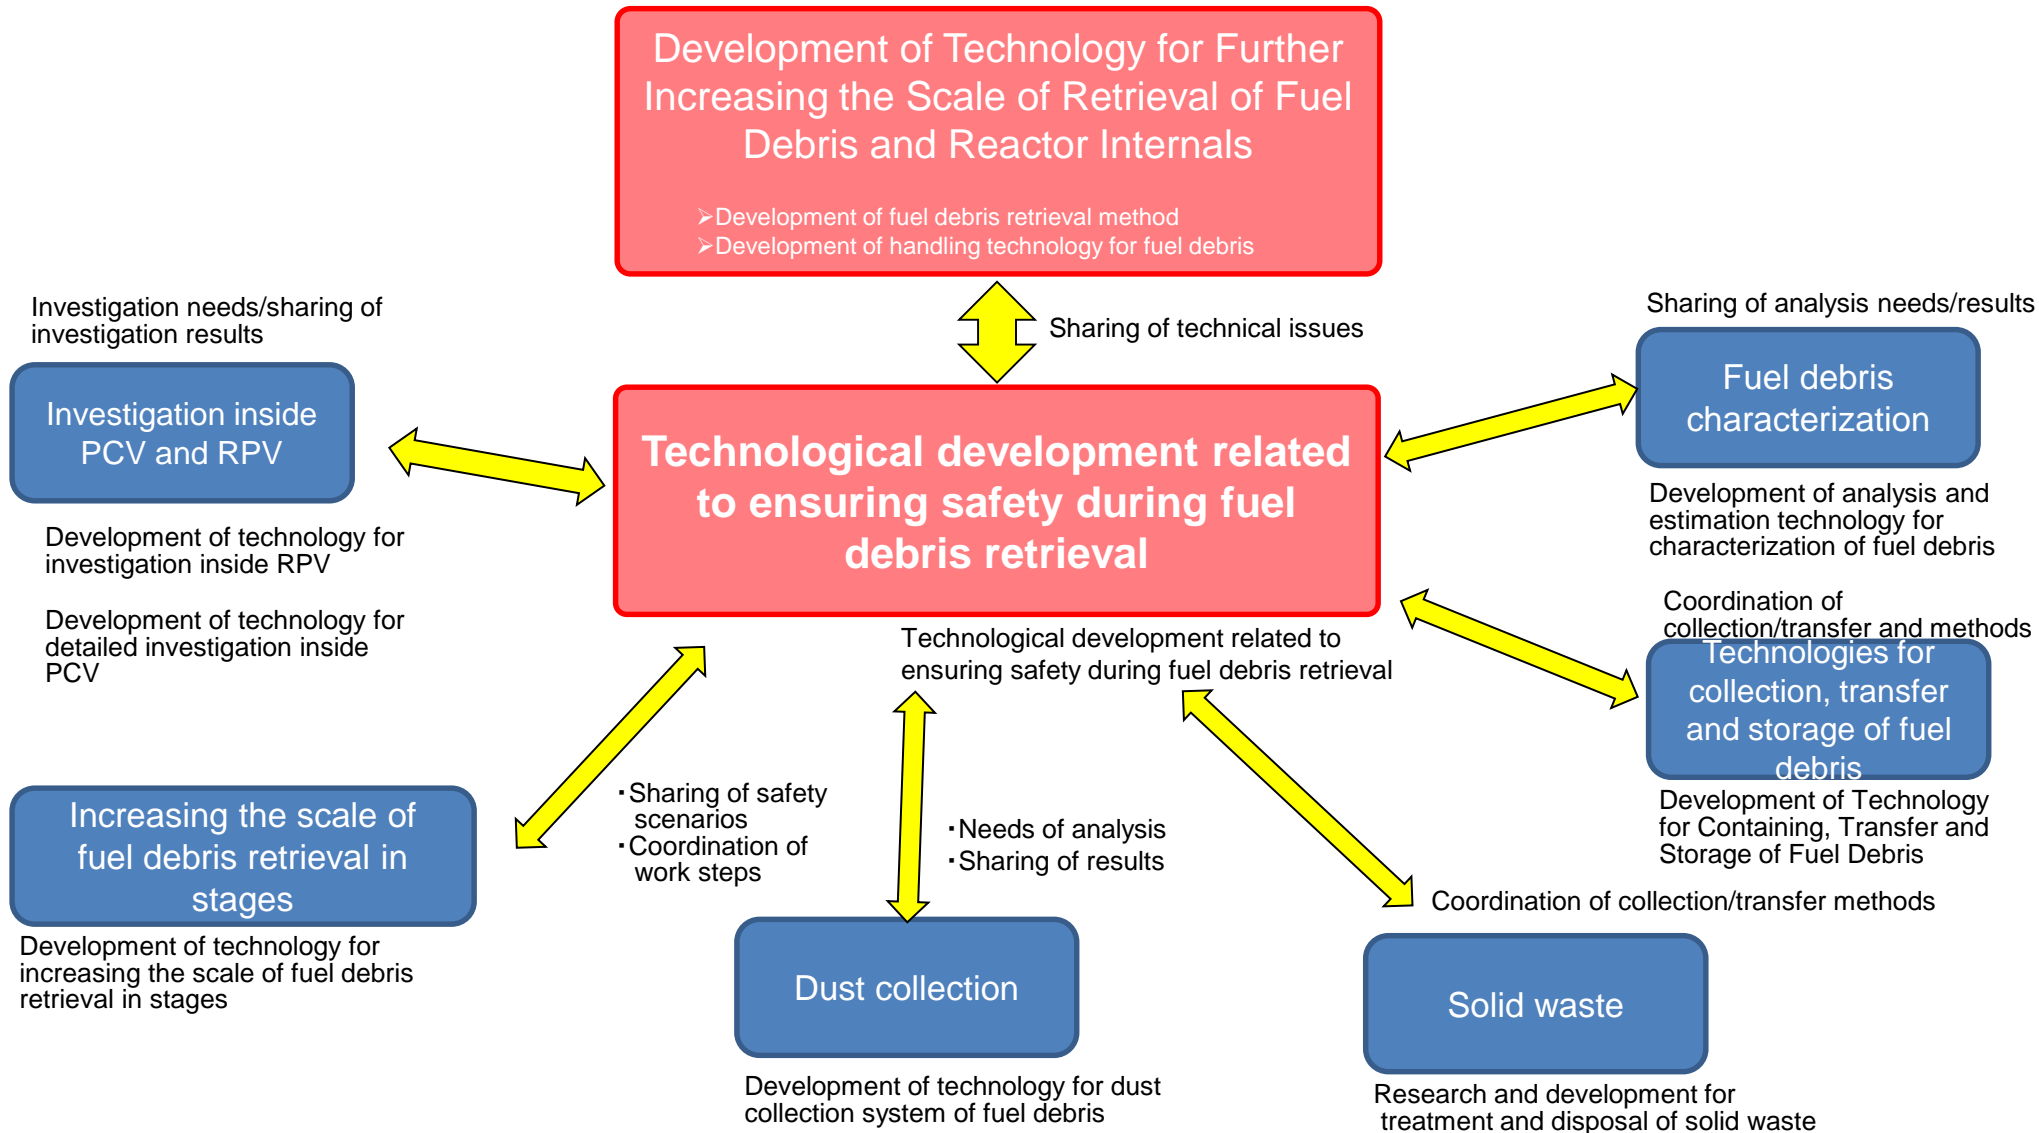 Development of Technology for Further
Increasing the Scale of Retrieval of Fuel
Debris and Reactor Internals
➢Development of fuel debris retrieval method
➢Development of handling technology for fuel debris
Sharing of technical issues
Investigation needs/sharing of
investigation results
Investigation inside
PCV and RPV
Development of technology for
investigation inside RPV
Development of technology for
detailed investigation inside
PCV
Technological development related
to ensuring safety during fuel
debris retrieval
Technological development related to
ensuring safety during fuel debris retrieval
Sharing of analysis needs/results
Fuel debris
characterization
Development of analysis and
estimation technology for
characterization of fuel debris
Coordination of
collection/transfer and methods
Technologies for
collection, transfer
and storage of fuel
debris
Development of Technology
for Containing, Transfer and
Storage of Fuel Debris
Increasing the scale of
fuel debris retrieval in
stages
Development of technology for
increasing the scale of fuel debris
retrieval in stages
・Sharing of safety
scenarios
・Coordination of
work steps
・Needs of analysis
・Sharing of results
Dust collection
Development of technology for dust
collection system of fuel debris
Coordination of collection/transfer methods
Solid waste
Research and development for
treatment and disposal of solid waste